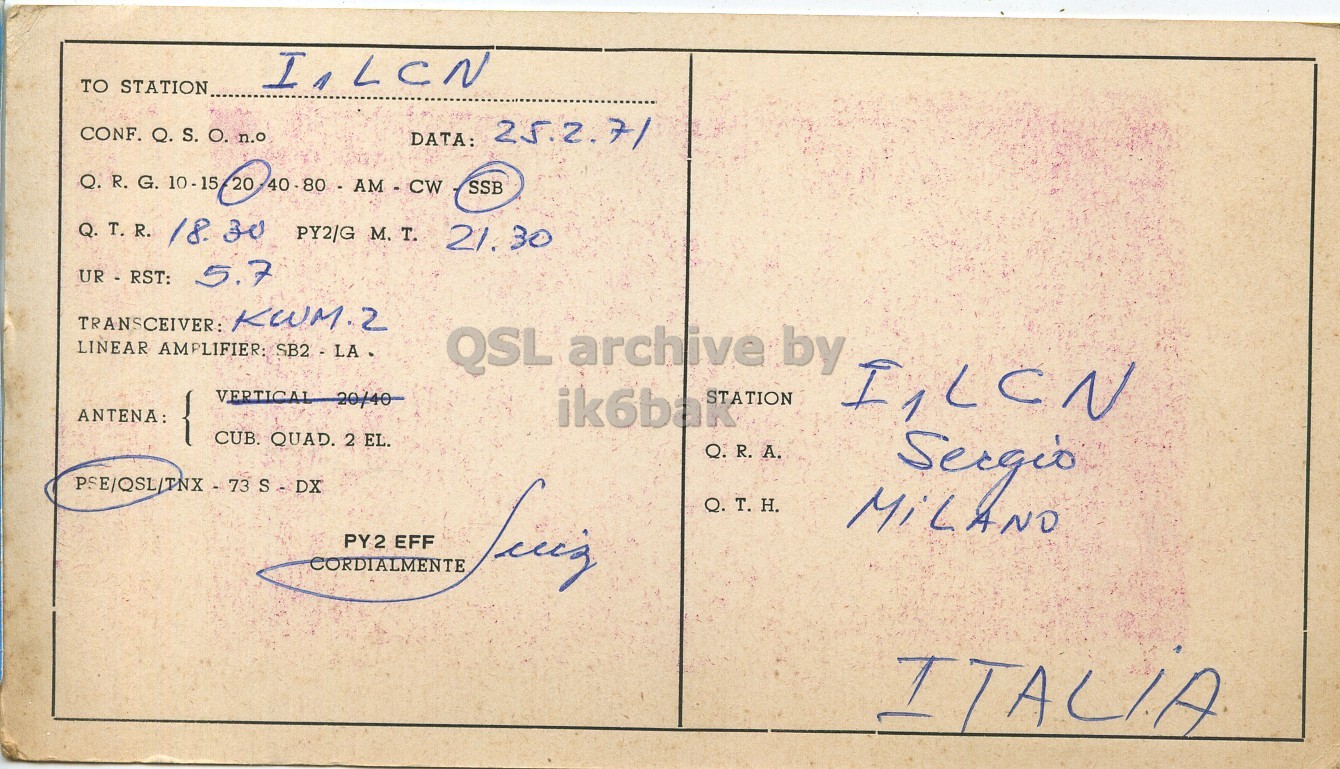 TO STATION I1LCN
CONF. Q. S. O. n.o DATA: 25.2.71
Q. R. G. 10-15-20-40-80 - AM - CW - SSB
Q. T. R. 18.30 PY2/G M. T. 21.30
UR - RST: 5.7
TRANSCEIVER: KWM.2
LINEAR AMPLIFIER: SB2 - LA.
ANTENA: {
VERTICAL 20/40
CUB. QUAD. 2 EL.
PSE/QSL/TNX - 73 S - DX
PY2 EFF
CORDIALMENTE Luiz
QSL archive by
ik6bak
STATION I1LCN
Q. R. A. Sergio
Q. T. H. MILANO
ITALIA